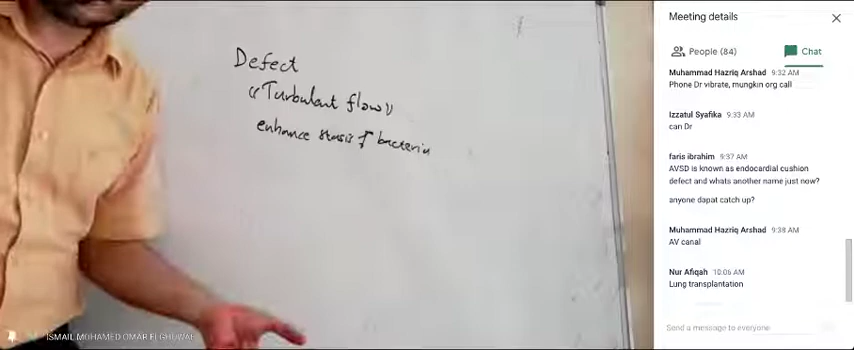 Defect
"Turbulent flow"
enhance stasis of bacteria
ISMAIL MOHAMED OMAR ELGHUWAEL
Meeting details
People (84)
Chat
Muhammad Hazriq Arshad 9:32 AM
Phone Dr vibrate, mungkin org call
Izzatul Syafika 9:33 AM
can Dr
faris ibrahim 9:37 AM
AVSD is known as endocardial cushion
defect and whats another name just now?
anyone dapat catch up?
Muhammad Hazriq Arshad 9:38 AM
AV canal
Nur Afiqah 10:06 AM
Lung transplantation
Send a message to everyone